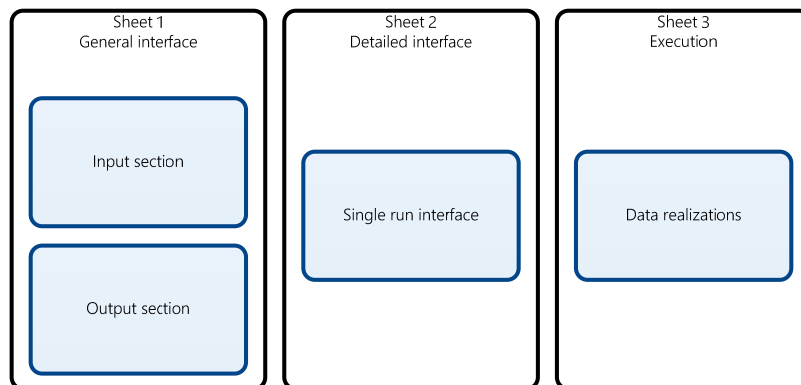 Sheet 1
General interface
Input section
Output section
Sheet 2
Detailed interface
Single run interface
Sheet 3
Execution
Data realizations